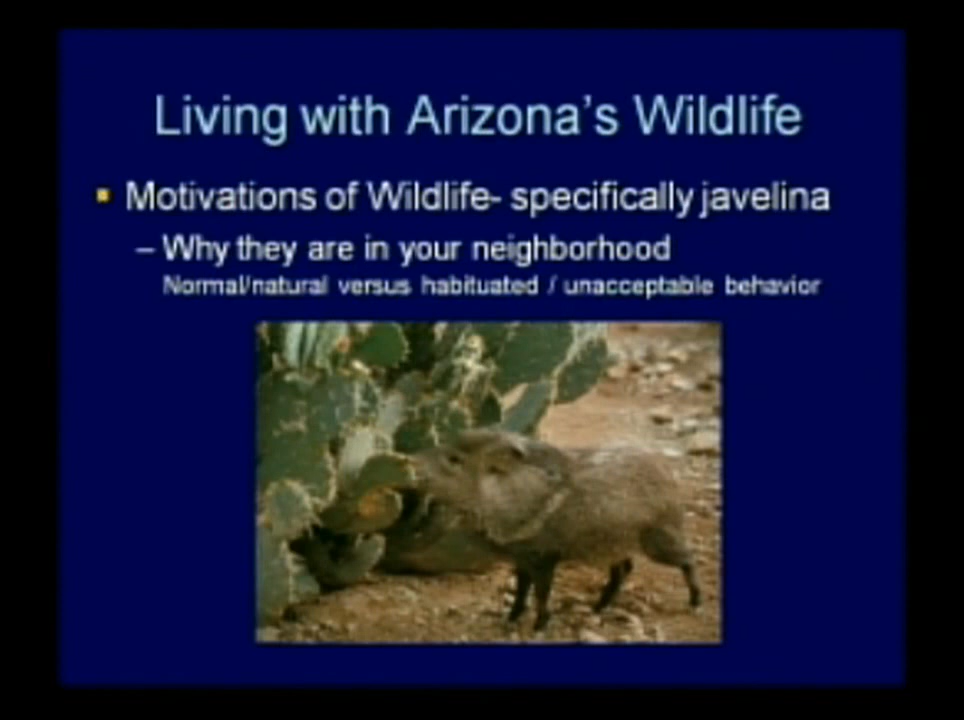 Living with Arizona's Wildlife
Motivations of Wildlife- specifically javelina
– Why they are in your neighborhood
Normal/natural versus habituated / unacceptable behavior